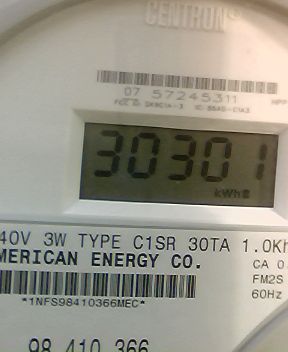 CENTRON®
07 57245311
30301
kWh
40V 3W TYPE C1SR 30TA 1.0Kh
MERICAN ENERGY CO.
CA 0.
FM2S
60Hz
*1NFS98410366MEC*
98 410 366